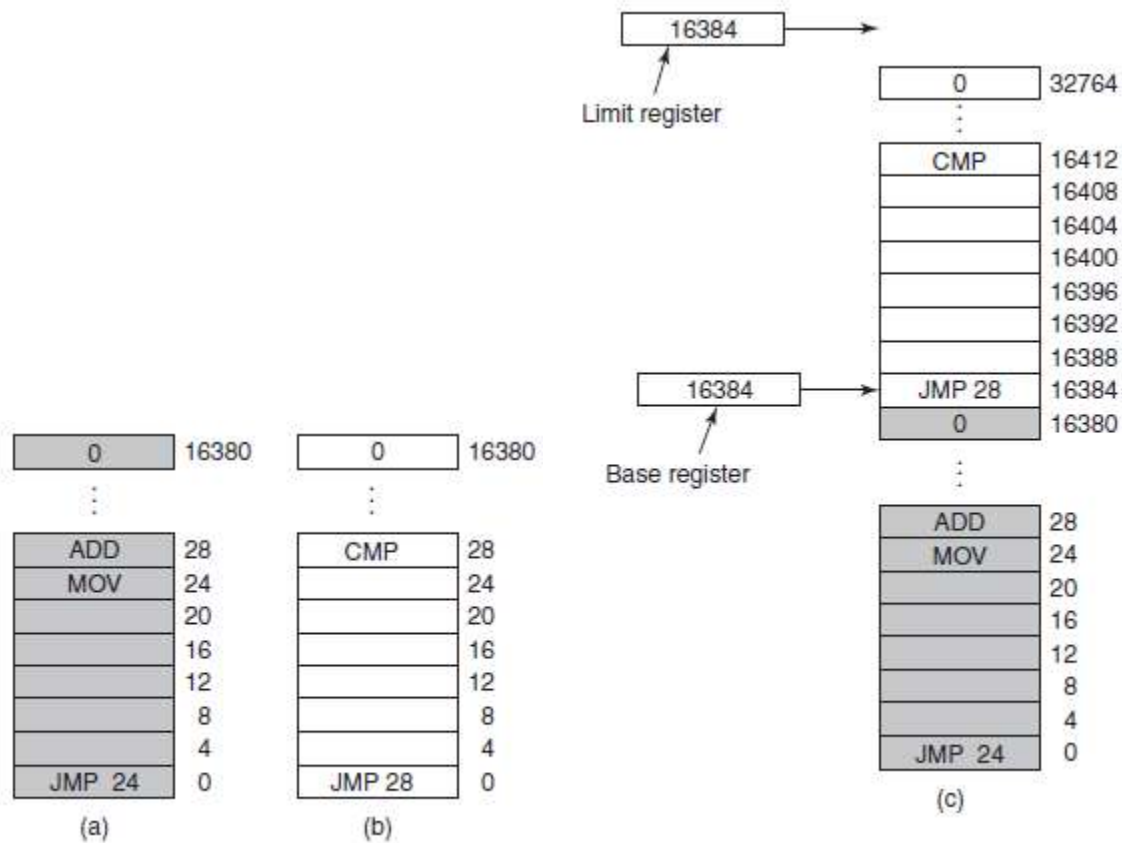 16384
Limit register
0 32764
CMP 16412
16408
16404
16400
16396
16392
16388
16384
Base register
JMP 28 16384
0 16380
ADD 28
MOV 24
20
16
12
8
4
JMP 24 0
(c)
0 16380
ADD 28
MOV 24
20
16
12
8
4
JMP 24 0
(a)
0 16380
CMP 28
24
20
16
12
8
4
JMP 28 0
(b)